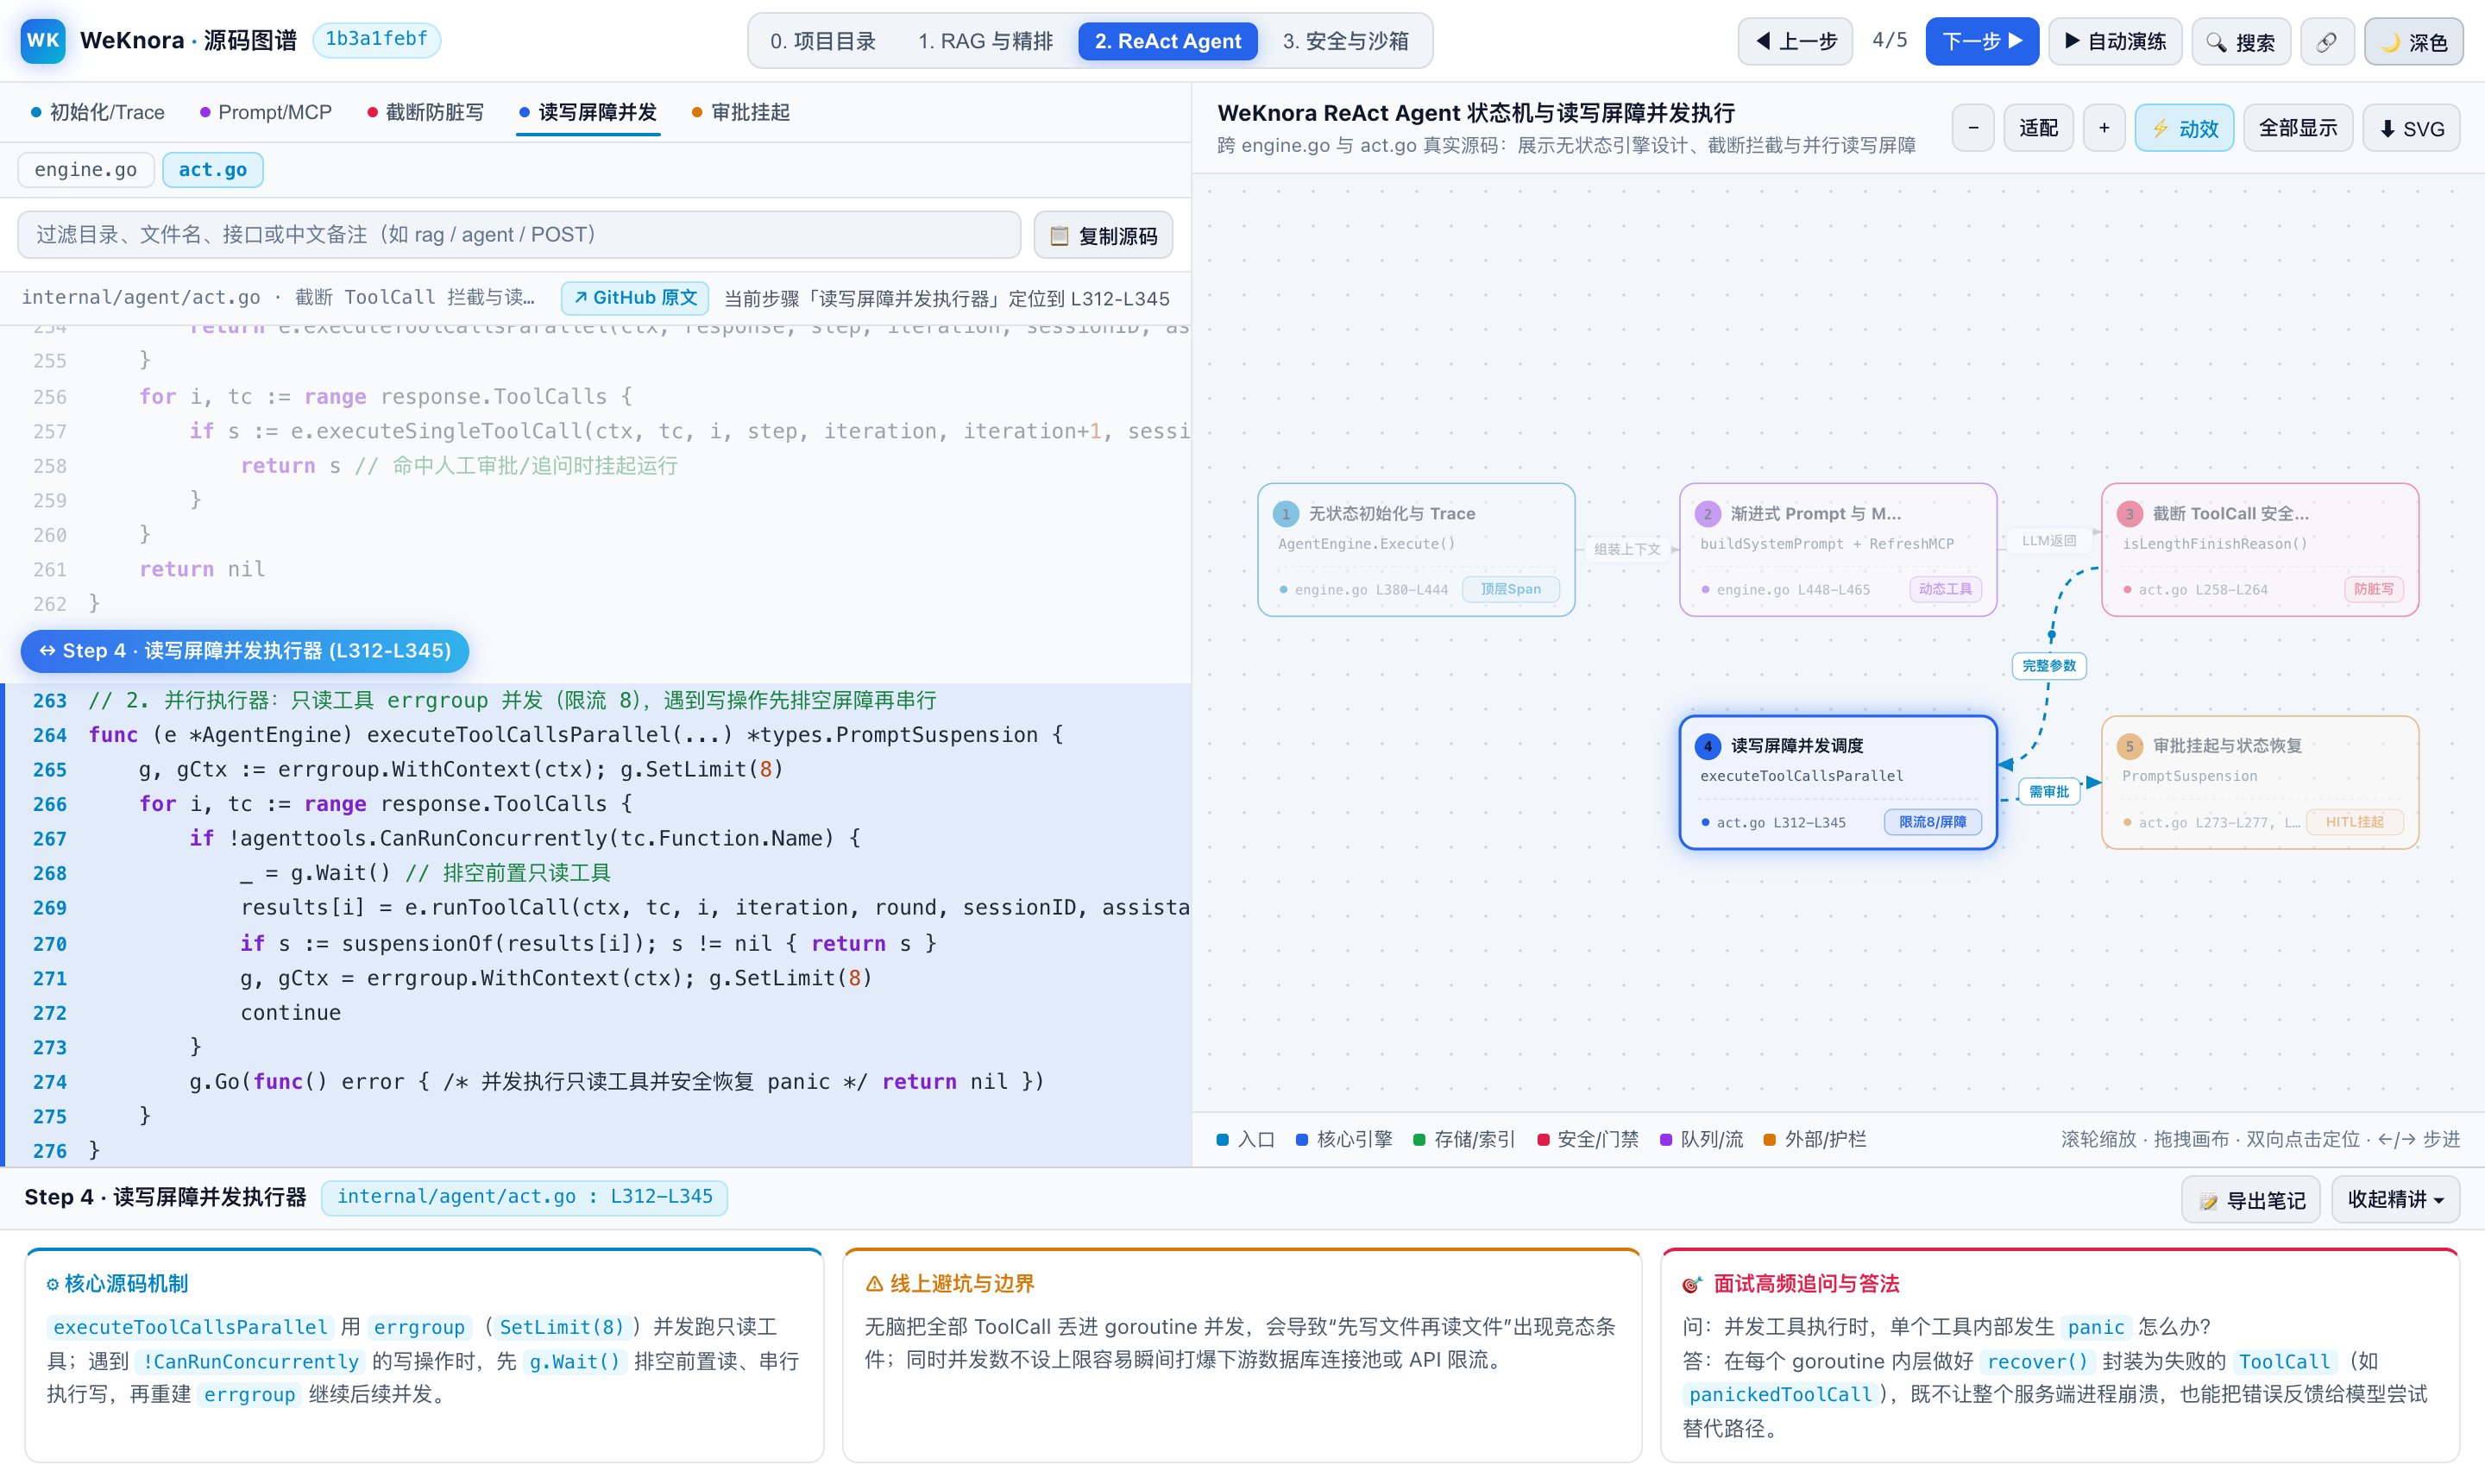 WK WeKnora · 源码图谱 1b3a1febf
0. 项目目录 1. RAG 与精排 2. ReAct Agent 3. 安全与沙箱
◀ 上一步 4/5 下一步 ▶ ▶ 自动演练 🔍 搜索 🔗 🌙 深色
初始化/Trace Prompt/MCP 截断防脏写 读写屏障并发 审批挂起
engine.go act.go
过滤目录、文件名、接口或中文备注（如 rag / agent / POST） 📋 复制源码
internal/agent/act.go · 截断 ToolCall 拦截与读… ↗ GitHub 原文 当前步骤「读写屏障并发执行器」定位到 L312-L345
254 return e.executeToolCallsParallel(ctx, response, step, iteration, sessionID, as
255 }
256 for i, tc := range response.ToolCalls {
257 if s := e.executeSingleToolCall(ctx, tc, i, step, iteration, iteration+1, sessi
258 return s // 命中人工审批/追问时挂起运行
259 }
260 }
261 return nil
262 }
↔ Step 4 · 读写屏障并发执行器 (L312-L345)
263 // 2. 并行执行器：只读工具 errgroup 并发（限流 8），遇到写操作先排空屏障再串行
264 func (e *AgentEngine) executeToolCallsParallel(...) *types.PromptSuspension {
265 g, gCtx := errgroup.WithContext(ctx); g.SetLimit(8)
266 for i, tc := range response.ToolCalls {
267 if !agenttools.CanRunConcurrently(tc.Function.Name) {
268 _ = g.Wait() // 排空前置只读工具
269 results[i] = e.runToolCall(ctx, tc, i, iteration, round, sessionID, assista
270 if s := suspensionOf(results[i]); s != nil { return s }
271 g, gCtx = errgroup.WithContext(ctx); g.SetLimit(8)
272 continue
273 }
274 g.Go(func() error { /* 并发执行只读工具并安全恢复 panic */ return nil })
275 }
276 }
WeKnora ReAct Agent 状态机与读写屏障并发执行
跨 engine.go 与 act.go 真实源码：展示无状态引擎设计、截断拦截与并行读写屏障
− 适配 + ⚡ 动效 全部显示 ⬇ SVG
1 无状态初始化与 Trace
AgentEngine.Execute()
engine.go L380–L444 顶层Span
组装上下文
2 渐进式 Prompt 与 M...
buildSystemPrompt + RefreshMCP
engine.go L448–L465 动态工具
LLM返回
3 截断 ToolCall 安全...
isLengthFinishReason()
act.go L258–L264 防脏写
完整参数
4 读写屏障并发调度
executeToolCallsParallel
act.go L312–L345 限流8/屏障
需审批
5 审批挂起与状态恢复
PromptSuspension
act.go L273–L277, L… HITL挂起
入口 核心引擎 存储/索引 安全/门禁 队列/流 外部/护栏
滚轮缩放 · 拖拽画布 · 双向点击定位 · ←/→ 步进
Step 4 · 读写屏障并发执行器 internal/agent/act.go : L312–L345 📝 导出笔记 收起精讲 ▾
⚙ 核心源码机制
executeToolCallsParallel 用 errgroup（SetLimit(8)）并发跑只读工
具；遇到 !CanRunConcurrently 的写操作时，先 g.Wait() 排空前置读、串行
执行写，再重建 errgroup 继续后续并发。
⚠ 线上避坑与边界
无脑把全部 ToolCall 丢进 goroutine 并发，会导致“先写文件再读文件”出现竞态条
件；同时并发数不设上限容易瞬间打爆下游数据库连接池或 API 限流。
🎯 面试高频追问与答法
问：并发工具执行时，单个工具内部发生 panic 怎么办？
答：在每个 goroutine 内层做好 recover() 封装为失败的 ToolCall（如
panickedToolCall），既不让整个服务端进程崩溃，也能把错误反馈给模型尝试
替代路径。